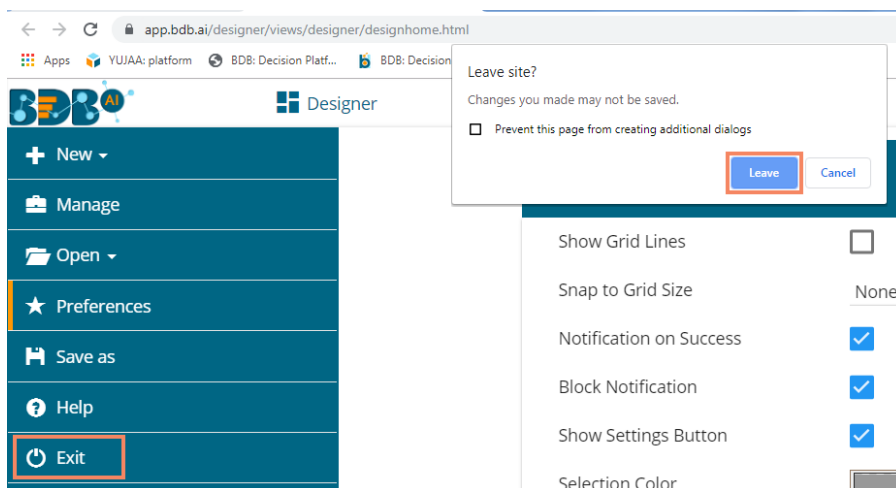 app.bdb.ai/designer/views/designer/designhome.html
Apps YUJAA: platform BDB: Decision Platf... BDB: Decision
Leave site?
Changes you made may not be saved.
Prevent this page from creating additional dialogs
Leave Cancel
BDB AI
Designer
New
Manage
Open
Preferences
Save as
Help
Exit
Show Grid Lines
Snap to Grid Size None
Notification on Success
Block Notification
Show Settings Button
Selection Color